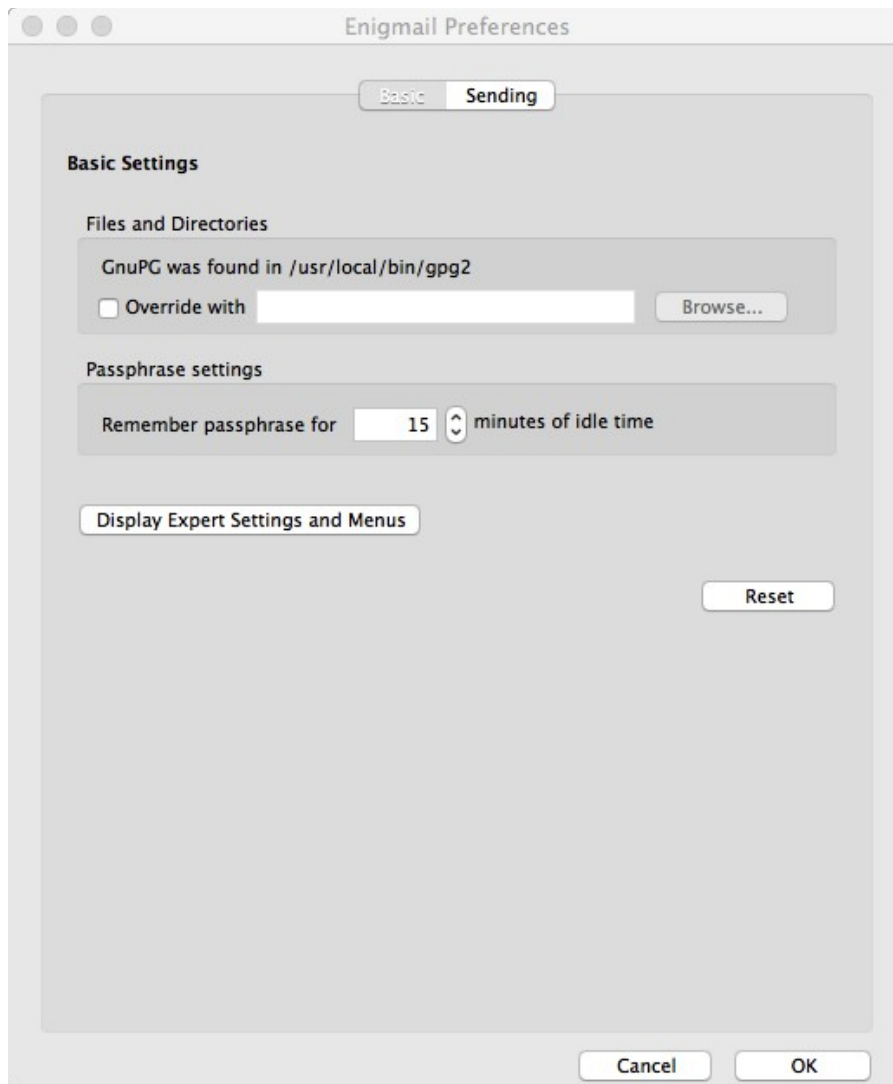 Enigmail Preferences
Basic Sending
Basic Settings
Files and Directories
GnuPG was found in /usr/local/bin/gpg2
Override with Browse...
Passphrase settings
Remember passphrase for 15 minutes of idle time
Display Expert Settings and Menus
Reset
Cancel OK